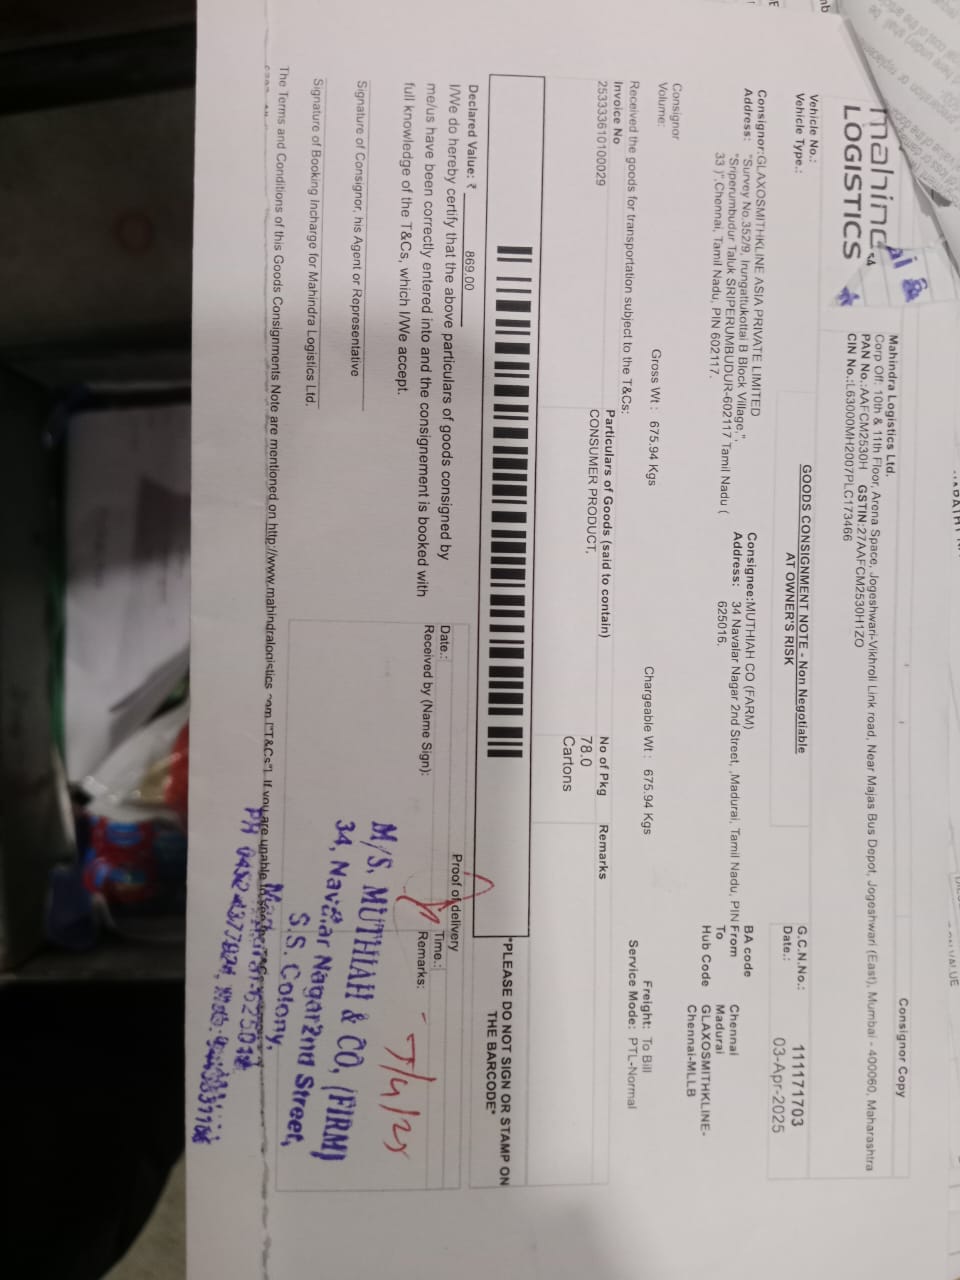 mahind
LOGISTICS
Mahindra Logistics Ltd.
Corp Off: 10th & 11th Floor, Arena Space, Jogeshwari-Vikhroli Link road, Near Majas Bus Depot, Jogeshwari (East), Mumbai - 400060, Maharashtra
PAN No.:AAFCM2530H GSTIN:27AAFCM2530H1ZO
CIN No.:L63000MH2007PLC173466
Consignor Copy
Vehicle No.:
Vehicle Type.:
GOODS CONSIGNMENT NOTE - Non Negotiable
AT OWNER'S RISK
G.C.N.No.: 1111171703
Date.: 03-Apr-2025
Consignor:GLAXOSMITHKLINE ASIA PRIVATE LIMITED
Address: "Survey No.352/9, Irungattukottai B Block Village,",
"Sriperumbudur Taluk SRIPERUMBUDUR-602117 Tamil Nadu (
33 )",Chennai, Tamil Nadu, PIN 602117.
Consignee:MUTHIAH CO (FARM)
Address: 34 Navalar Nagar 2nd Street, ,Madurai, Tamil Nadu, PIN
625016.
BA code
From Chennai
To Madurai
Hub Code GLAXOSMITHKLINE-
Chennai-MLLB
Consignor
Volume:
Gross Wt : 675.94 Kgs
Chargeable Wt : 675.94 Kgs
Freight: To Bill
Service Mode: PTL-Normal
Received the goods for transportation subject to the T&Cs:
Invoice No Particulars of Goods (said to contain) No of Pkg Remarks
253333610100029 CONSUMER PRODUCT, 78.0
Cartons
*PLEASE DO NOT SIGN OR STAMP ON
THE BARCODE*
Declared Value: ₹ 869.00
I/We do hereby certify that the above particulars of goods consigned by
me/us have been correctly entered into and the consignement is booked with
full knowledge of the T&Cs, which I/We accept.
Proof of delivery
Date.: Time.:
Received by (Name Sign): Remarks:
- 7/4/25
M/S. MUTHIAH & CO, (FIRM)
34, Navalar Nagar 2nd Street,
S.S. Colony,
Signature of Consignor, his Agent or Representative
Signature of Booking Incharge for Mahindra Logistics Ltd.
The Terms and Conditions of this Goods Consignments Note are mentioned on http://www.mahindralogistics com ["T&Cs"]. If you are unable